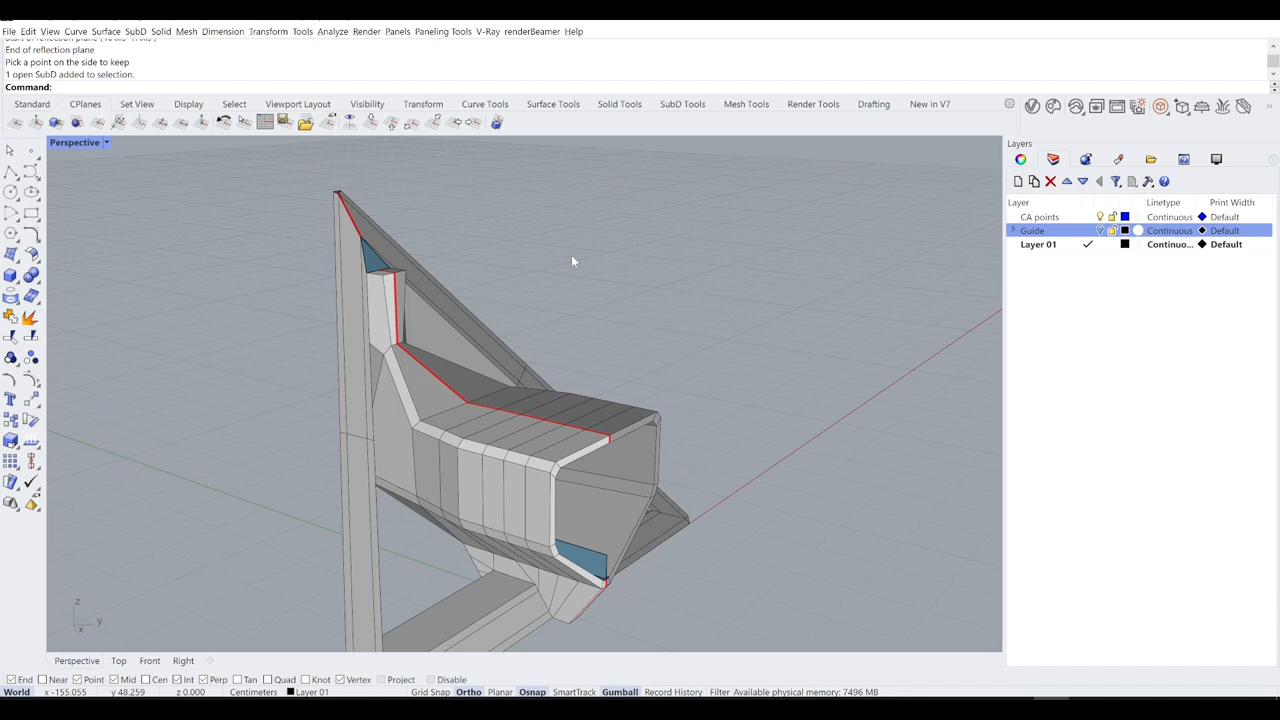 File Edit View Curve Surface SubD Solid Mesh Dimension Transform Tools Analyze Render Panels Paneling Tools V-Ray renderBeamer Help
End of reflection plane
Pick a point on the side to keep
1 open SubD added to selection.
Command:
Standard CPlanes Set View Display Select Viewport Layout Visibility Transform Curve Tools Surface Tools Solid Tools SubD Tools Mesh Tools Render Tools Drafting New in V7
Perspective
Layers
Layer Linetype Print Width
CA points Continuous Default
Guide Continuous Default
Layer 01 Continuo... Default
z
y
x
Perspective Top Front Right
End Near Point Mid Cen Int Perp Tan Quad Knot Vertex Project Disable
World x -155.055 y 48.259 z 0.000 Centimeters Layer 01 Grid Snap Ortho Planar Osnap SmartTrack Gumball Record History Filter Available physical memory: 7496 MB